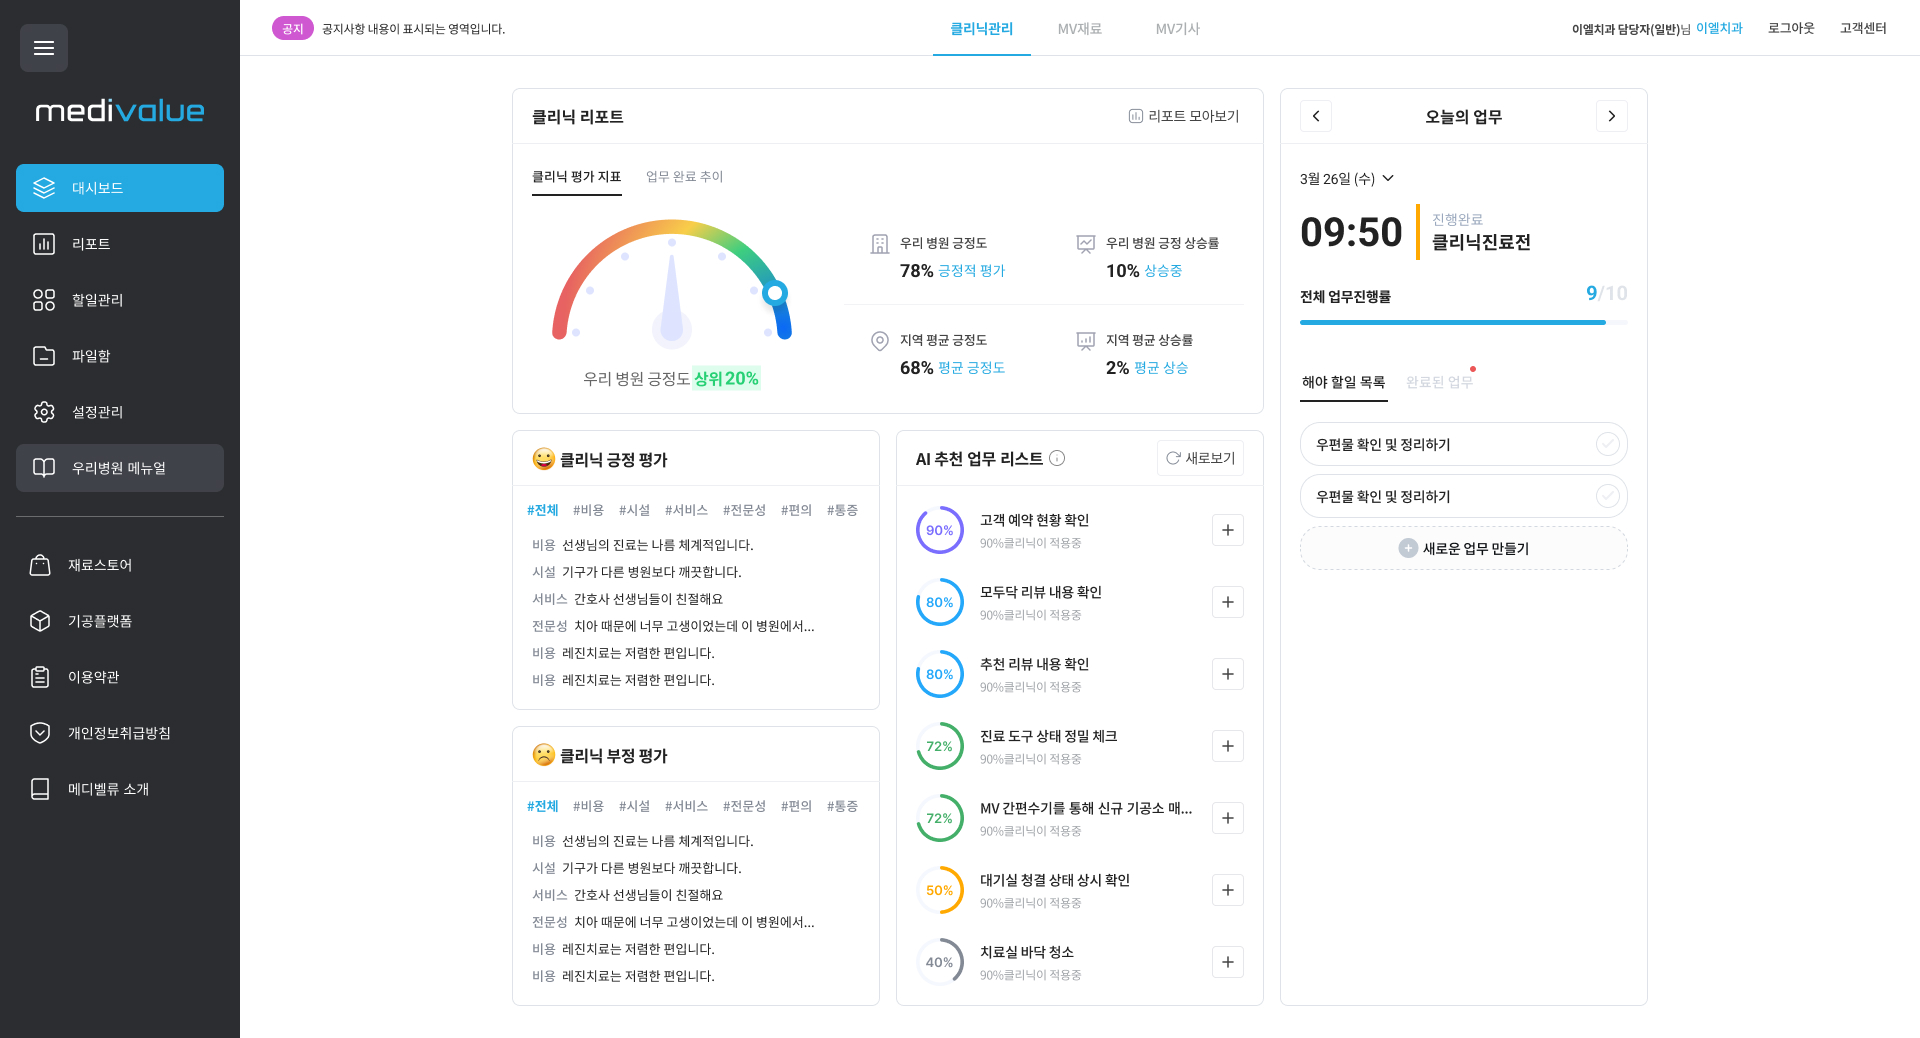 medivalue
대시보드
리포트
할일관리
파일함
설정관리
우리병원 메뉴얼
재료스토어
기공플랫폼
이용약관
개인정보취급방침
메디벨류 소개
공지 공지사항 내용이 표시되는 영역입니다.
클리닉관리 MV재료 MV기사
이엘치과 담당자(일반)님 이엘치과 로그아웃 고객센터
클리닉 리포트 리포트 모아보기
클리닉 평가 지표 업무 완료 추이
우리 병원 긍정도 상위 20%
우리 병원 긍정도
78% 긍정적 평가
우리 병원 긍정 상승률
10% 상승중
지역 평균 긍정도
68% 평균 긍정도
지역 평균 상승률
2% 평균 상승
클리닉 긍정 평가
#전체 #비용 #시설 #서비스 #전문성 #편의 #통증
비용 선생님의 진료는 나름 체계적입니다.
시설 기구가 다른 병원보다 깨끗합니다.
서비스 간호사 선생님들이 친절해요
전문성 치아 때문에 너무 고생이었는데 이 병원에서...
비용 레진치료는 저렴한 편입니다.
비용 레진치료는 저렴한 편입니다.
클리닉 부정 평가
#전체 #비용 #시설 #서비스 #전문성 #편의 #통증
비용 선생님의 진료는 나름 체계적입니다.
시설 기구가 다른 병원보다 깨끗합니다.
서비스 간호사 선생님들이 친절해요
전문성 치아 때문에 너무 고생이었는데 이 병원에서...
비용 레진치료는 저렴한 편입니다.
비용 레진치료는 저렴한 편입니다.
AI 추천 업무 리스트 새로보기
90% 고객 예약 현황 확인
90%클리닉이 적용중
80% 모두닥 리뷰 내용 확인
90%클리닉이 적용중
80% 추천 리뷰 내용 확인
90%클리닉이 적용중
72% 진료 도구 상태 정밀 체크
90%클리닉이 적용중
72% MV 간편수기를 통해 신규 기공소 매...
90%클리닉이 적용중
50% 대기실 청결 상태 상시 확인
90%클리닉이 적용중
40% 치료실 바닥 청소
90%클리닉이 적용중
오늘의 업무
3월 26일 (수)
09:50
진행완료
클리닉진료전
전체 업무진행률 9/10
해야 할일 목록 완료된 업무
우편물 확인 및 정리하기
우편물 확인 및 정리하기
새로운 업무 만들기